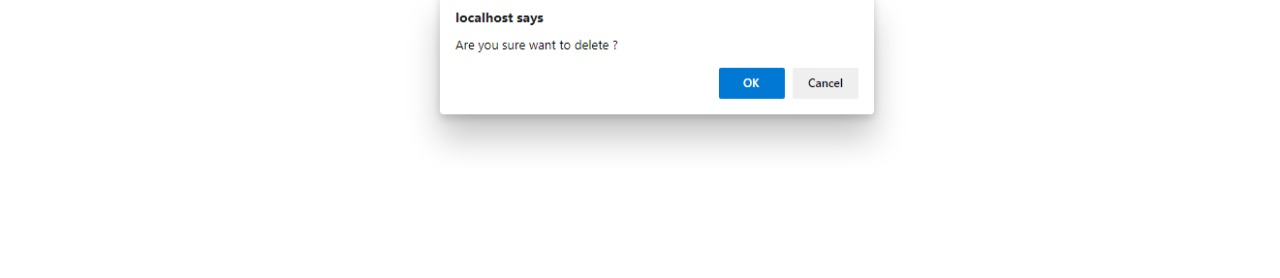 localhost says
Are you sure want to delete ?
OK
Cancel